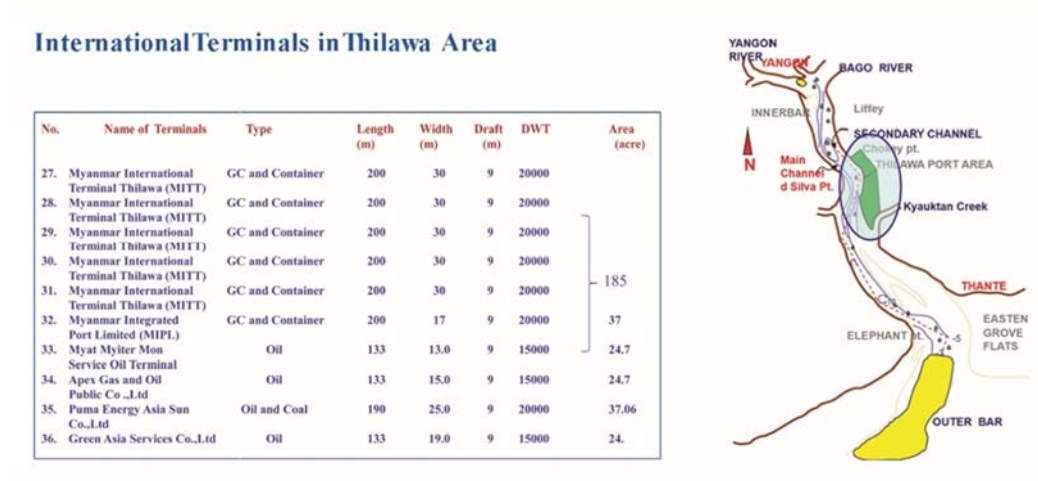 International Terminals in Thilawa Area
No. Name of Terminals Type Length Width Draft DWT Area
(m) (m) (m) (acre)
27. Myanmar International GC and Container 200 30 9 20000
Terminal Thilawa (MITT)
28. Myanmar International GC and Container 200 30 9 20000
Terminal Thilawa (MITT)
29. Myanmar International GC and Container 200 30 9 20000
Terminal Thilawa (MITT)
30. Myanmar International GC and Container 200 30 9 20000
Terminal Thilawa (MITT)
185
31. Myanmar International GC and Container 200 30 9 20000
Terminal Thilawa (MITT)
32. Myanmar Integrated GC and Container 200 17 9 20000 37
Port Limited (MIPL)
33. Myat Myiter Mon Oil 133 13.0 9 15000 24.7
Service Oil Terminal
34. Apex Gas and Oil Oil 133 15.0 9 15000 24.7
Public Co .,Ltd
35. Puma Energy Asia Sun Oil and Coal 190 25.0 9 20000 37.06
Co.,Ltd
36. Green Asia Services Co.,Ltd Oil 133 19.0 9 15000 24.
YANGON
RIVER
YANGON
BAGO RIVER
INNERBAR
Liffey
SECONDARY CHANNEL
Chokey pt.
THILAWA PORT AREA
N
Main
Channel
d Silva Pt.
Kyauktan Creek
THANTE
ELEPHANT pt.
-5
EASTEN
GROVE
FLATS
OUTER BAR